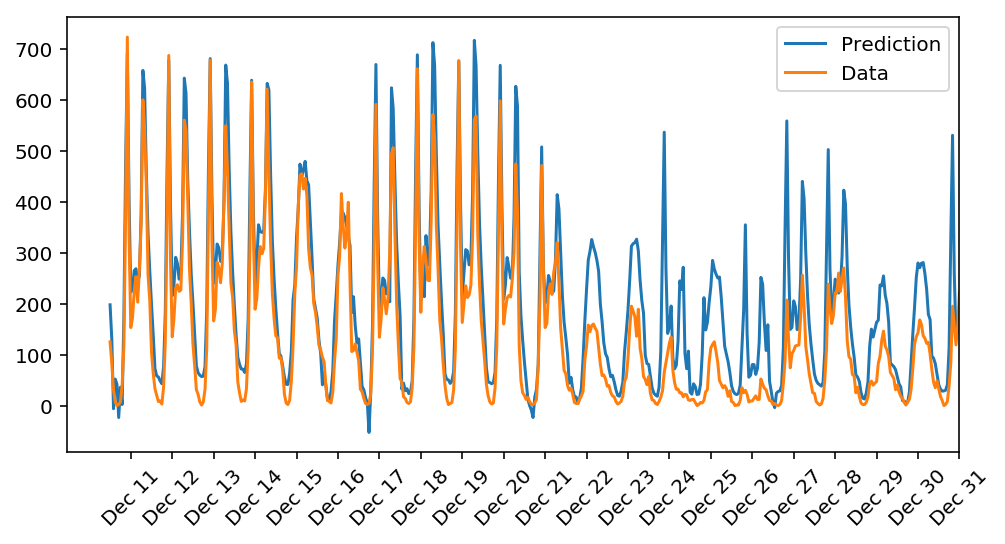 700
600
500
400
300
200
100
0
Prediction
Data
Dec 11
Dec 12
Dec 13
Dec 14
Dec 15
Dec 16
Dec 17
Dec 18
Dec 19
Dec 20
Dec 21
Dec 22
Dec 23
Dec 24
Dec 25
Dec 26
Dec 27
Dec 28
Dec 29
Dec 30
Dec 31